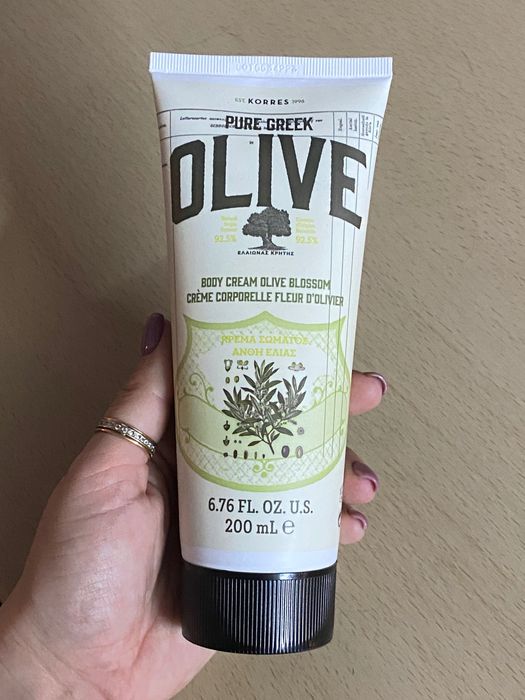 EST. KORRES 1996
PURE GREEK
OLIVE
92.5% 92.5%
ΕΛΑΙΩΝΑΣ ΚΡΗΤΗΣ
BODY CREAM OLIVE BLOSSOM
CRÈME CORPORELLE FLEUR D'OLIVIER
ΚΡΕΜΑ ΣΩΜΑΤΟΣ
ΑΝΘΗ ΕΛΙΑΣ
6.76 FL. OZ. U.S.
200 mL ℮